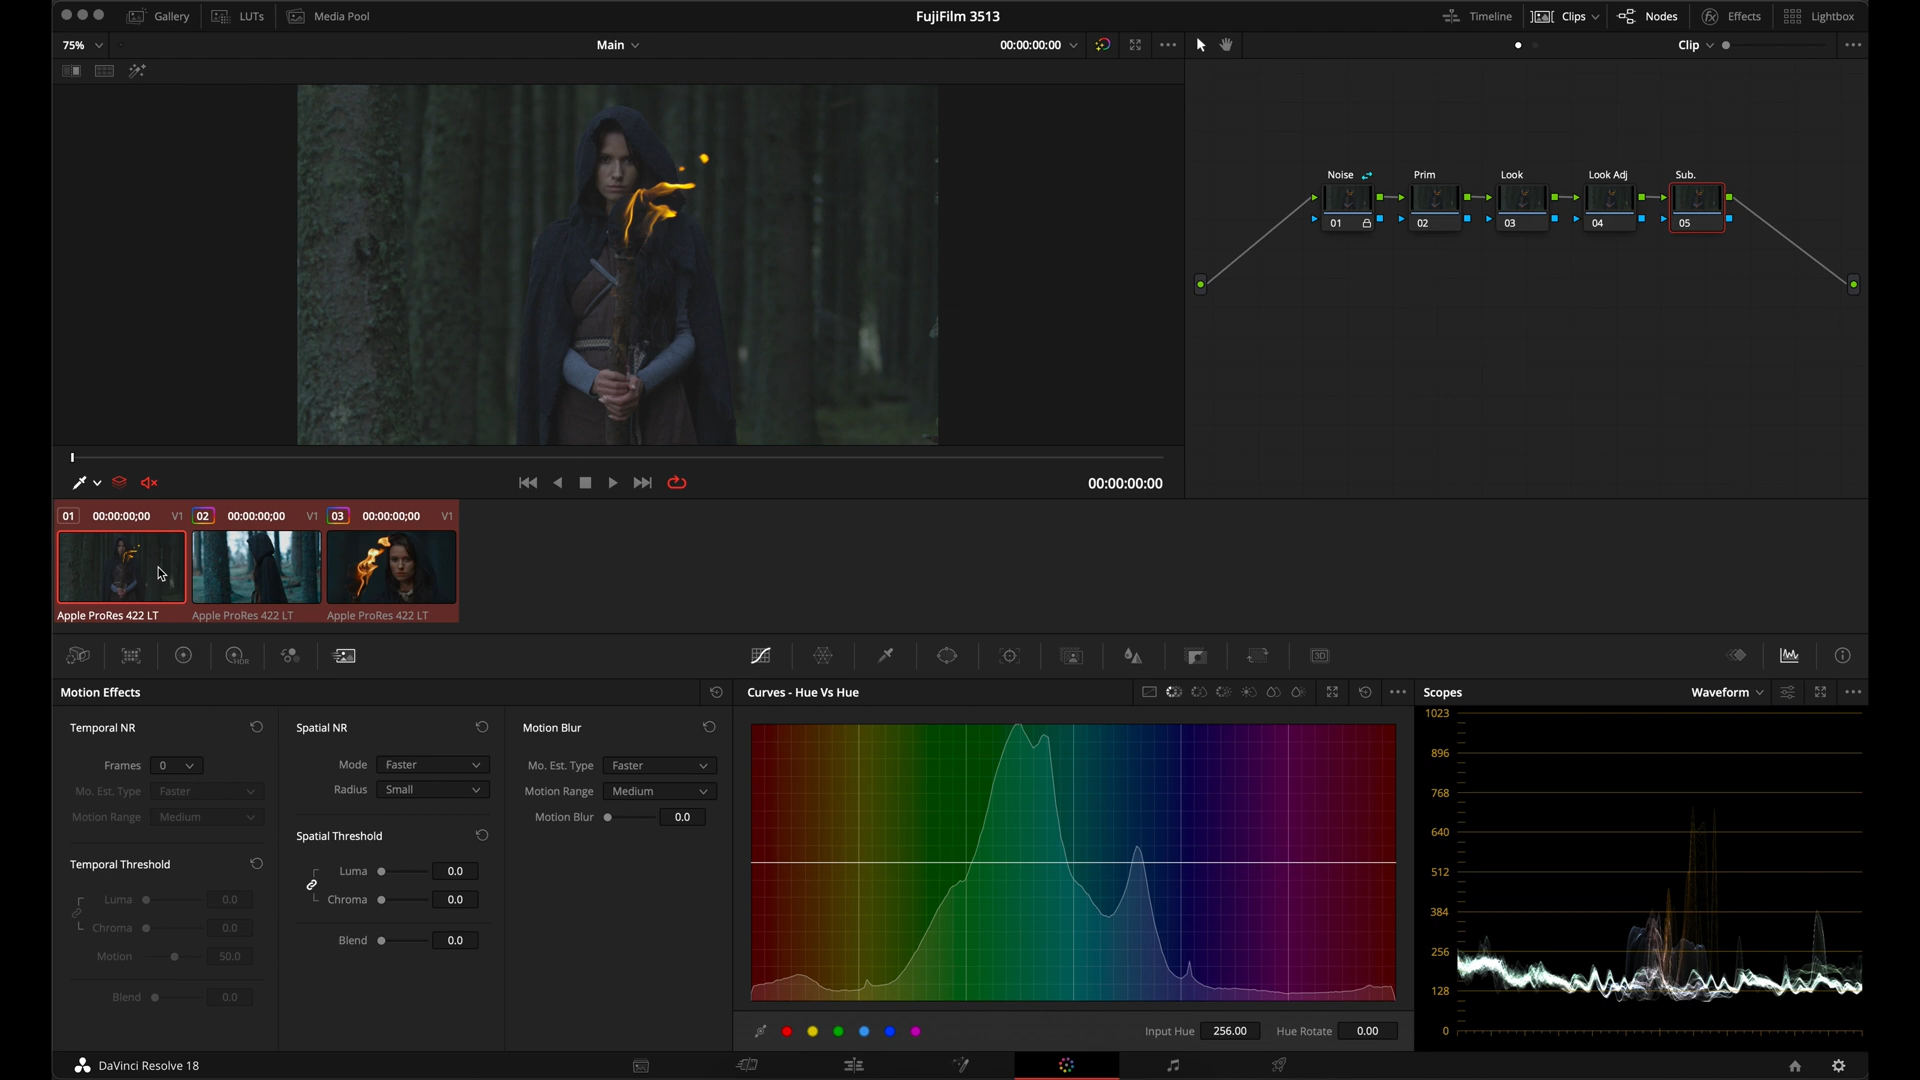 Gallery LUTs Media Pool FujiFilm 3513 Timeline Clips Nodes Effects Lightbox
75% Main 00:00:00:00 Clip
Noise Prim Look Look Adj Sub.
01 02 03 04 05
00:00:00:00
01 00:00:00;00 V1 02 00:00:00;00 V1 03 00:00:00;00 V1
Apple ProRes 422 LT Apple ProRes 422 LT Apple ProRes 422 LT
HDR 3D
Motion Effects Curves - Hue Vs Hue Scopes Waveform
Temporal NR Spatial NR Motion Blur
Frames 0 Mode Faster Mo. Est. Type Faster
Mo. Est. Type Faster Radius Small Motion Range Medium
Motion Range Medium Motion Blur 0.0
Spatial Threshold
Temporal Threshold
Luma 0.0
Chroma 0.0
Blend 0.0
Luma 0.0
Chroma 0.0
Motion 50.0
Blend 0.0
Input Hue 256.00 Hue Rotate 0.00
1023
896
768
640
512
384
256
128
0
DaVinci Resolve 18